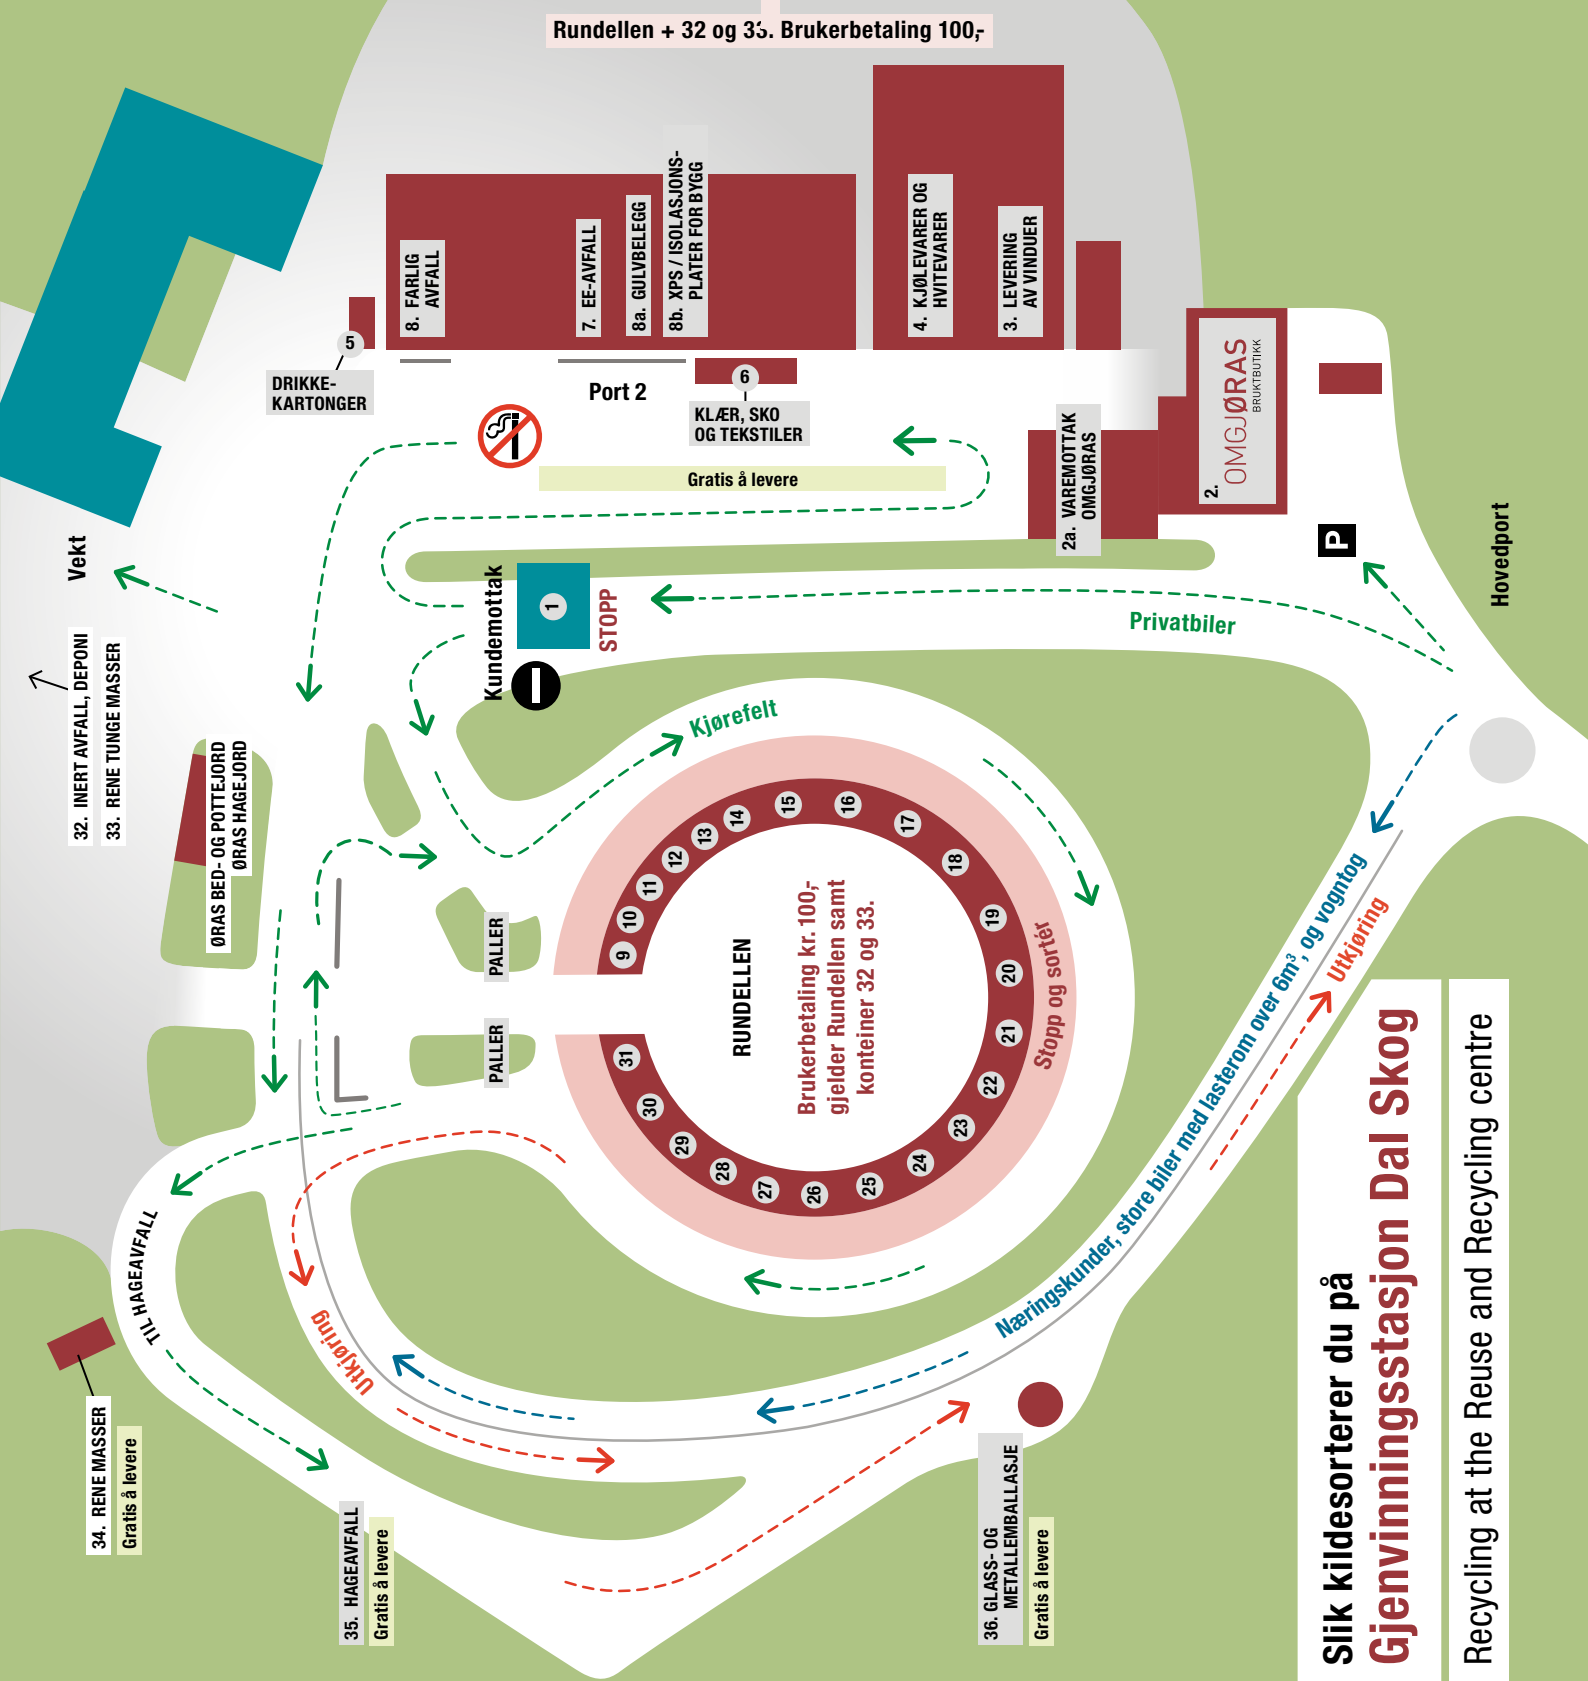 Rundellen + 32 og 33. Brukerbetaling 100,-
Slik kildesorterer du på
Gjenvinningsstasjon Dal Skog
Recycling at the Reuse and Recycling centre
Vekt
32. INERT AVFALL, DEPONI
33. RENE TUNGE MASSER
ØRAS BED- OG POTTEJORD
ØRAS HAGEJORD
5
DRIKKE-
KARTONGER
8. FARLIG
AVFALL
7. EE-AVFALL
8a. GULVBELEGG
8b. XPS / ISOLASJONS-
PLATER FOR BYGG
4. KJØLEVARER OG
HVITEVARER
3. LEVERING
AV VINDUER
Port 2
6
KLÆR, SKO
OG TEKSTILER
Gratis å levere
2a. VAREMOTTAK
OMGJØRAS
2.
OMGJØRAS
BRUKTBUTIKK
P
Hovedport
Kundemottak
1
STOPP
Privatbiler
Kjørefelt
PALLER
PALLER
9
10
11
12
13
14
15
16
17
18
19
20
21
22
23
24
25
26
27
28
29
30
31
RUNDELLEN
Brukerbetaling kr. 100,-
gjelder Rundellen samt
konteiner 32 og 33.
Stopp og sortér
Næringskunder, store biler med lasterom over 6m³, og vogntog
Utkjøring
Utkjøring
TIL HAGEAVFALL
34. RENE MASSER
Gratis å levere
35. HAGEAVFALL
Gratis å levere
36. GLASS- OG
METALLEMBALLASJE
Gratis å levere